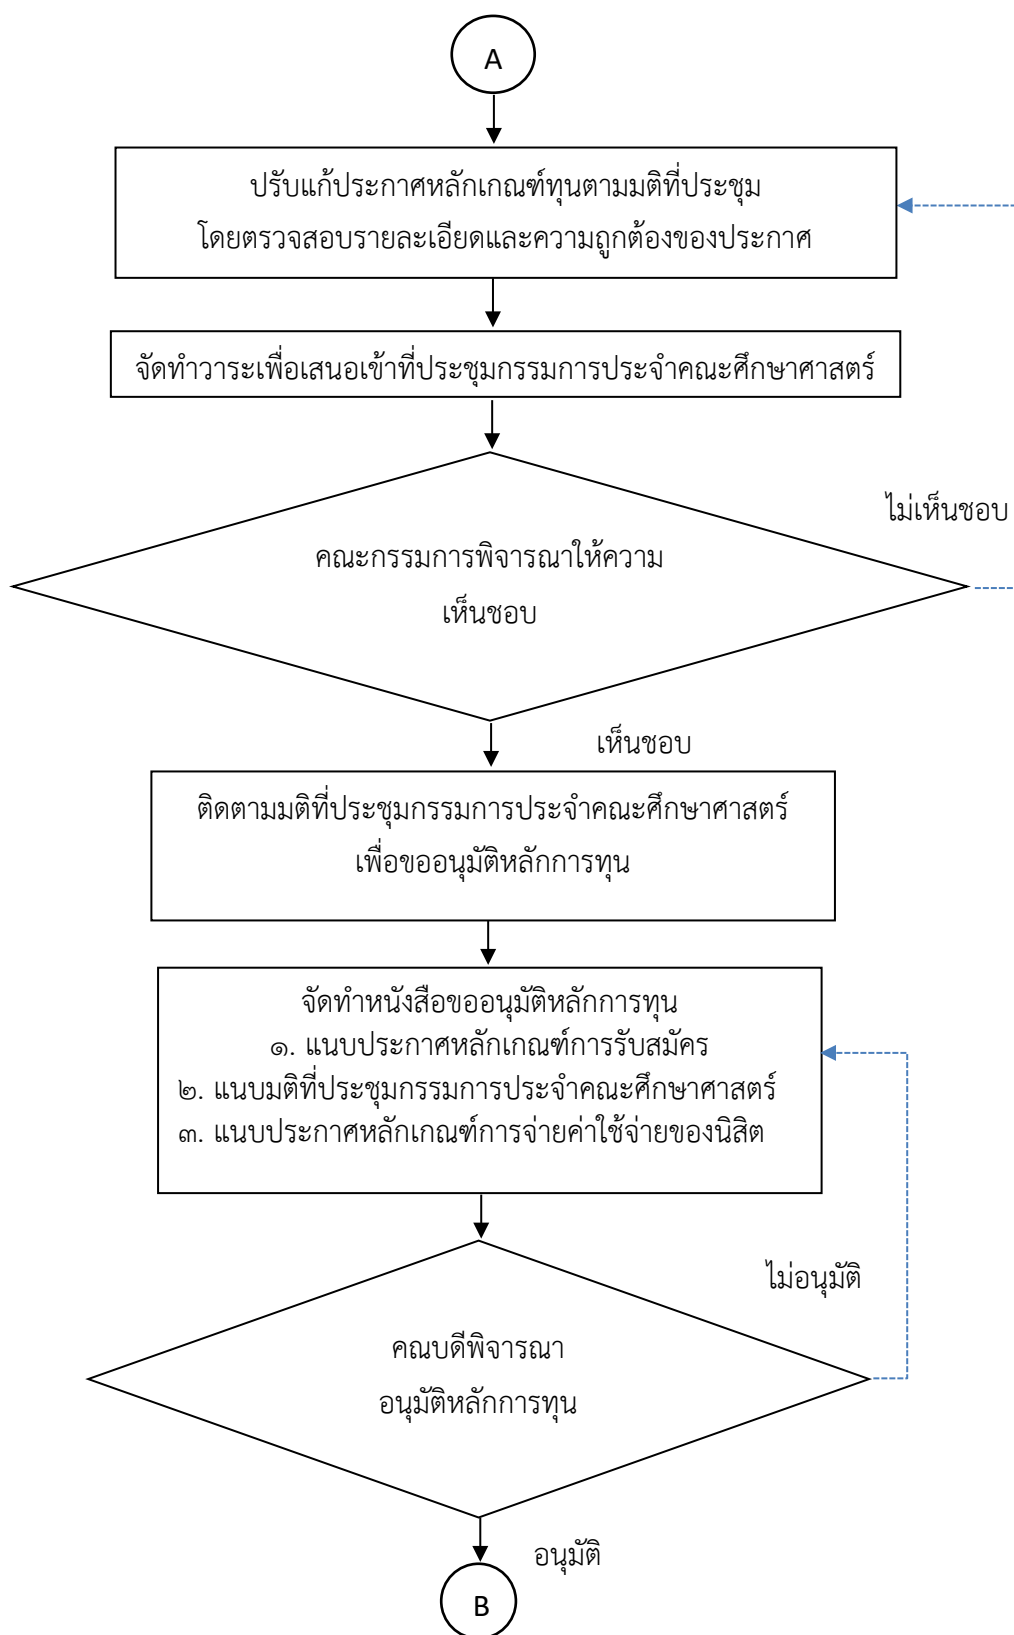 A
ปรับแก้ประกาศหลักเกณฑ์ทุนตามมติที่ประชุม
โดยตรวจสอบรายละเอียดและความถูกต้องของประกาศ
จัดทำวาระเพื่อเสนอเข้าที่ประชุมกรรมการประจำคณะศึกษาศาสตร์
ไม่เห็นชอบ
คณะกรรมการพิจารณาให้ความ
เห็นชอบ
เห็นชอบ
ติดตามมติที่ประชุมกรรมการประจำคณะศึกษาศาสตร์
เพื่อขออนุมัติหลักการทุน
จัดทำหนังสือขออนุมัติหลักการทุน
๑. แนบประกาศหลักเกณฑ์การรับสมัคร
๒. แนบมติที่ประชุมกรรมการประจำคณะศึกษาศาสตร์
๓. แนบประกาศหลักเกณฑ์การจ่ายค่าใช้จ่ายของนิสิต
ไม่อนุมัติ
คณบดีพิจารณา
อนุมัติหลักการทุน
อนุมัติ
B